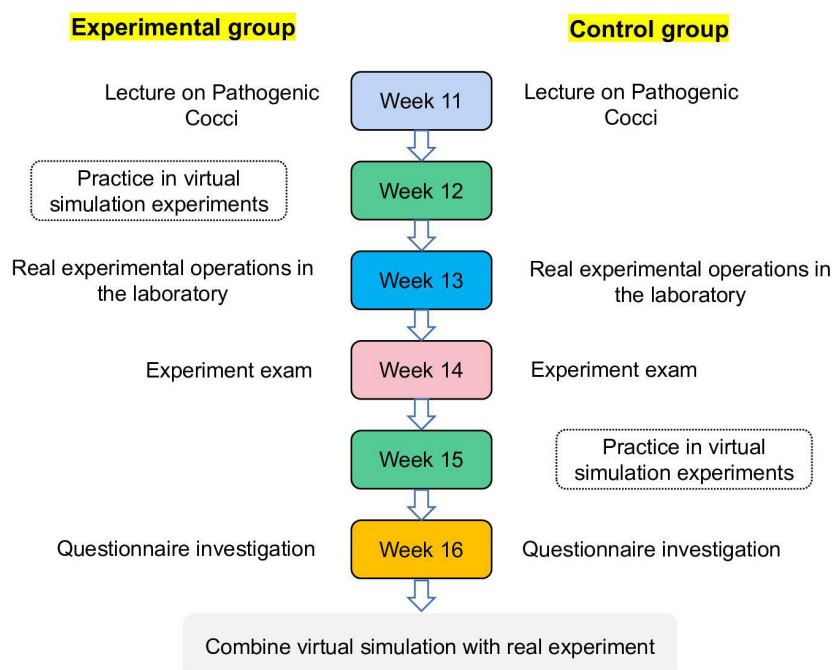 Experimental group
Control group
Lecture on Pathogenic
Cocci
Week 11
Lecture on Pathogenic
Cocci
Practice in virtual
simulation experiments
Week 12
Real experimental operations in
the laboratory
Week 13
Real experimental operations in
the laboratory
Experiment exam
Week 14
Experiment exam
Week 15
Practice in virtual
simulation experiments
Questionnaire investigation
Week 16
Questionnaire investigation
Combine virtual simulation with real experiment